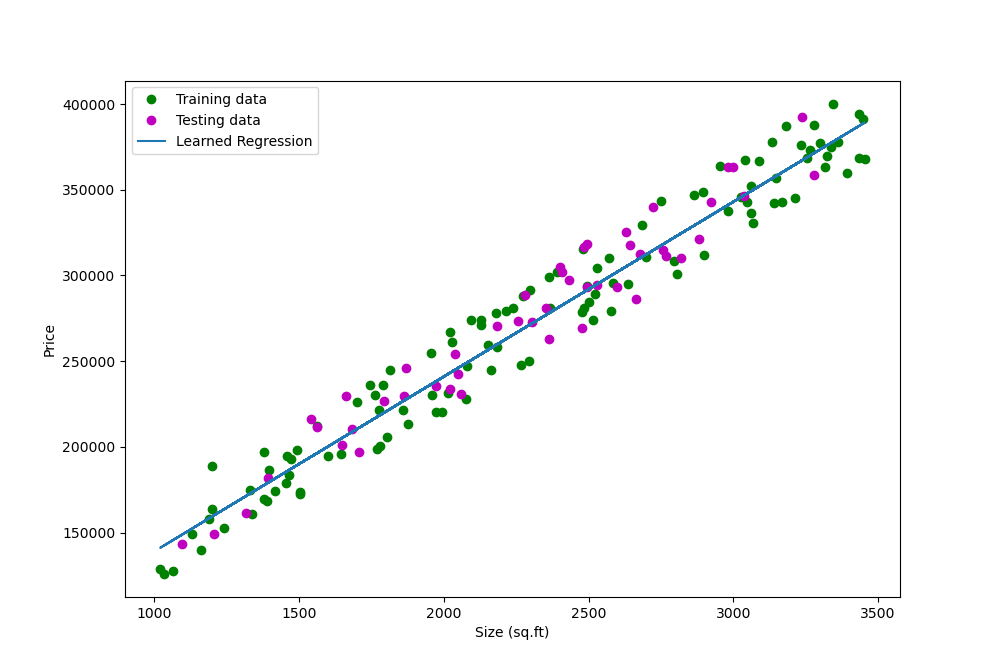 Training data
Testing data
Learned Regression
400000
350000
300000
250000
200000
150000
Price
1000 1500 2000 2500 3000 3500
Size (sq.ft)